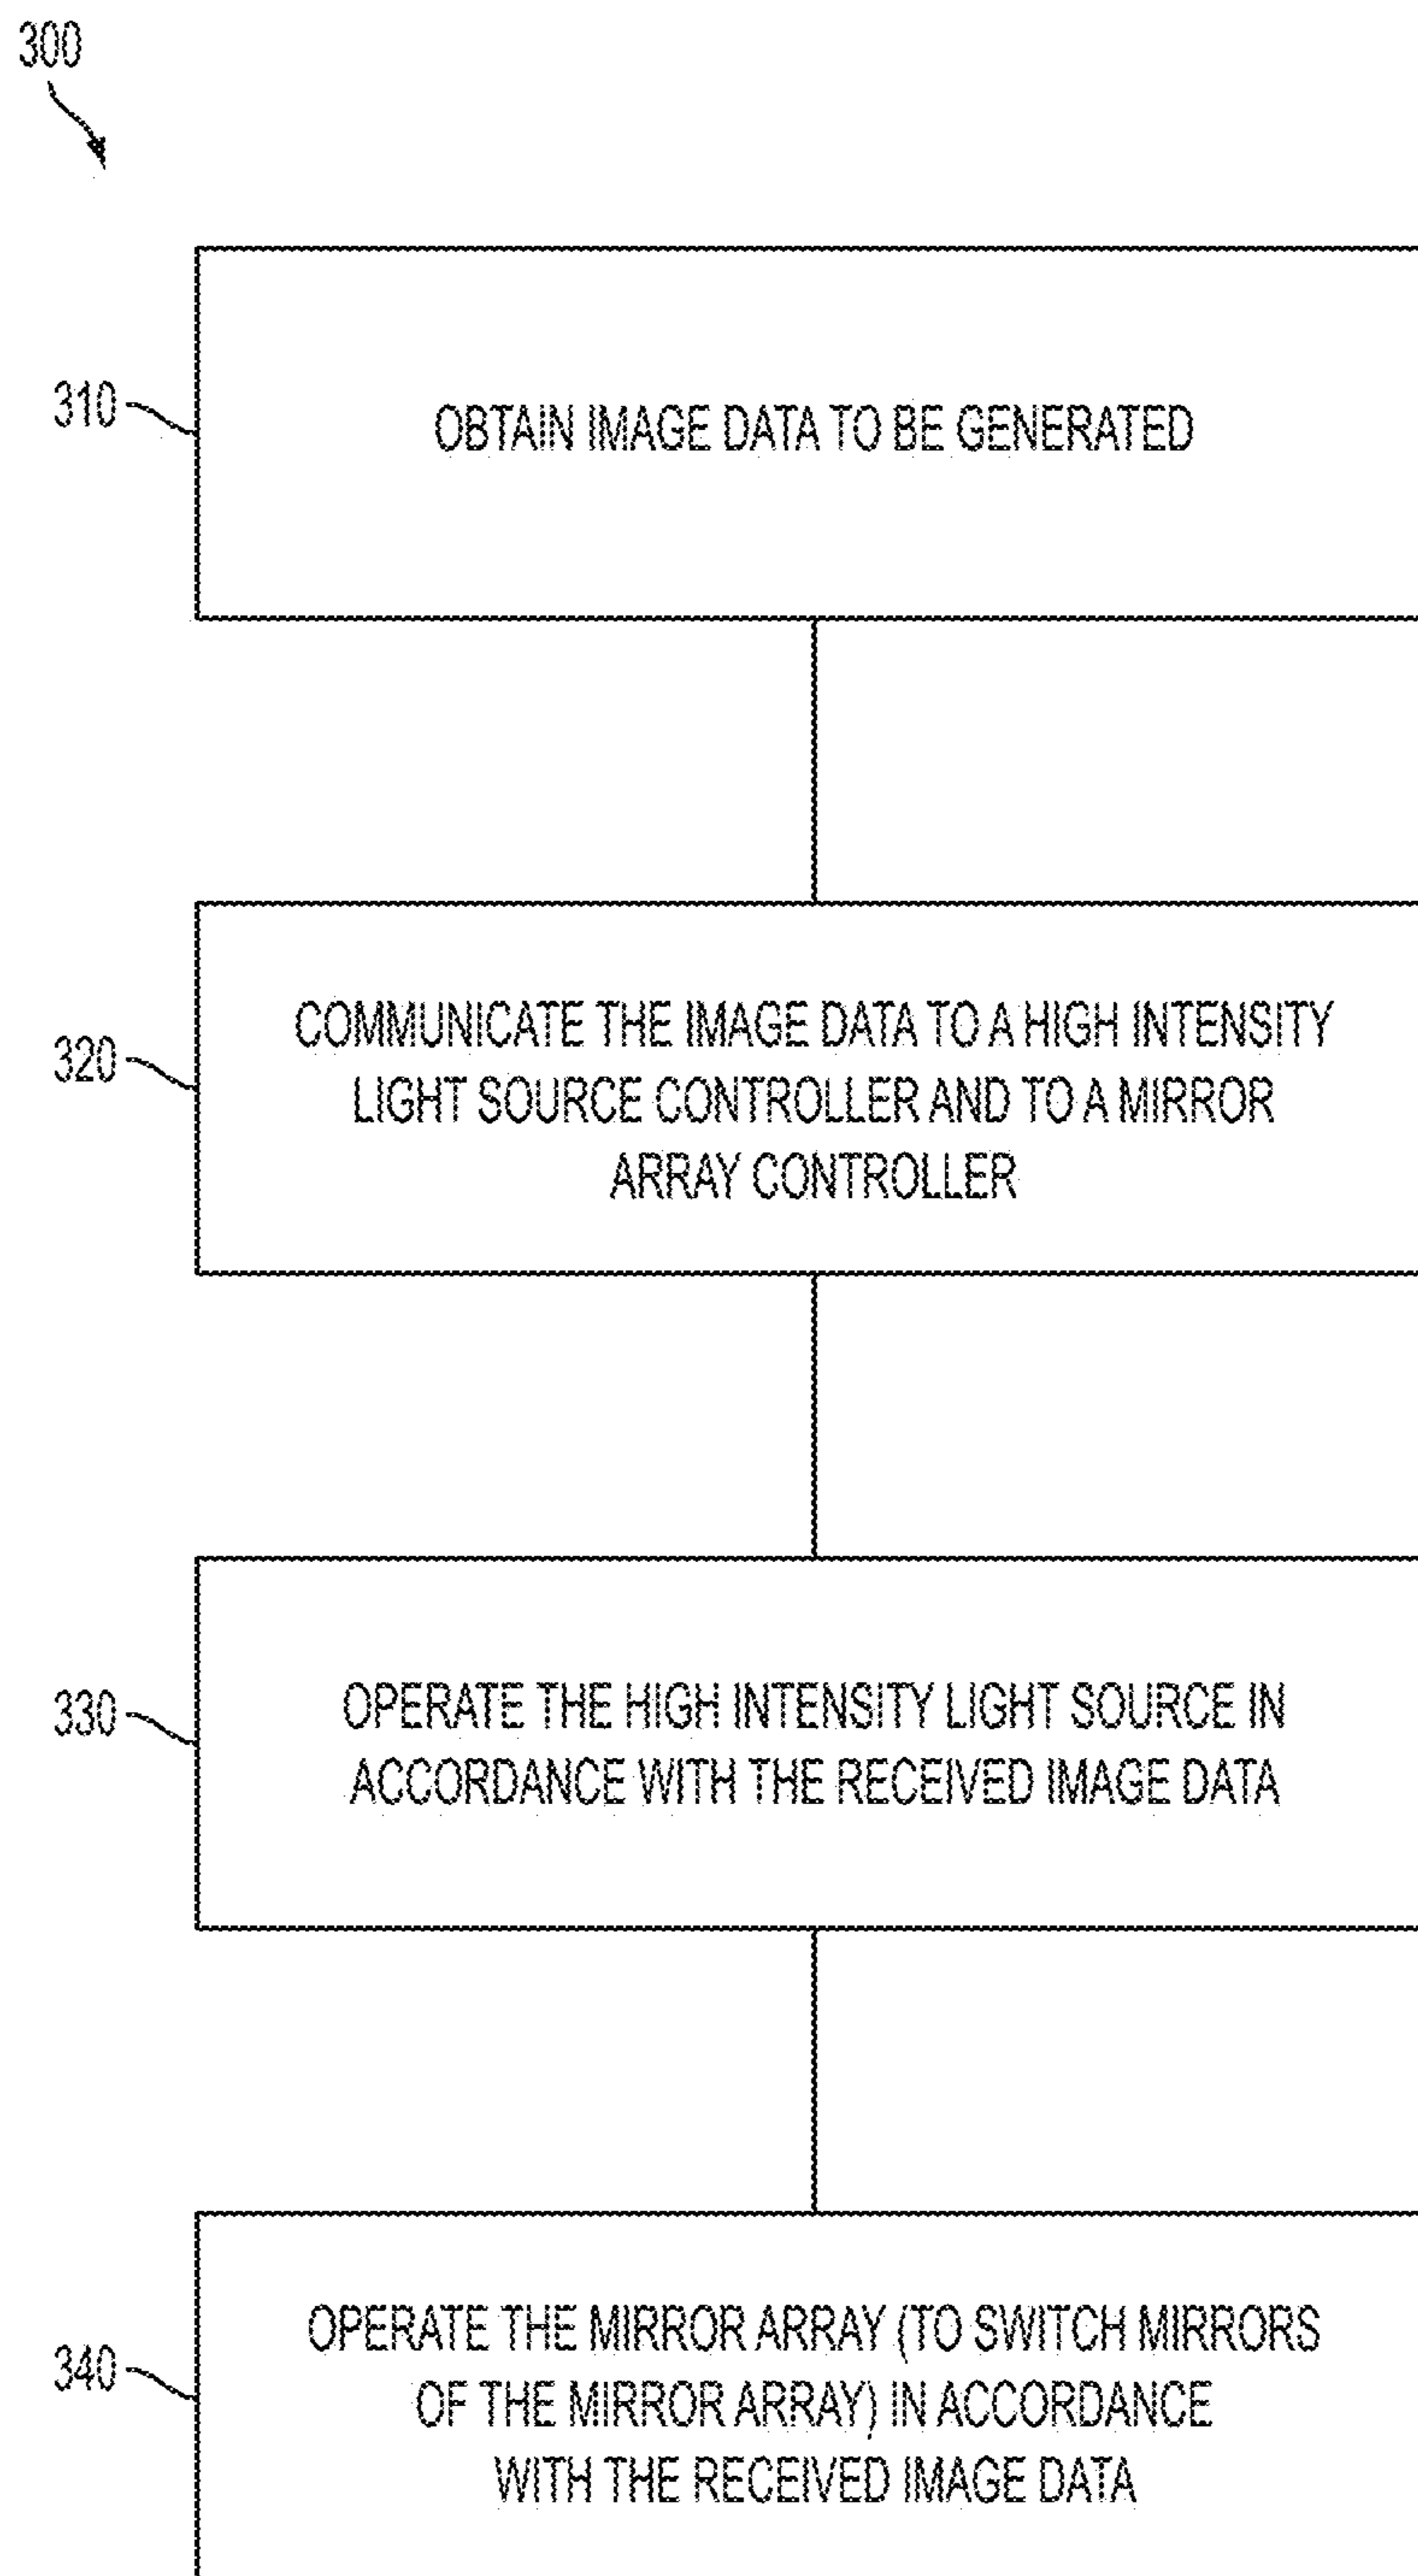 300
310
OBTAIN IMAGE DATA TO BE GENERATED
320
COMMUNICATE THE IMAGE DATA TO A HIGH INTENSITY
LIGHT SOURCE CONTROLLER AND TO A MIRROR
ARRAY CONTROLLER
330
OPERATE THE HIGH INTENSITY LIGHT SOURCE IN
ACCORDANCE WITH THE RECEIVED IMAGE DATA
340
OPERATE THE MIRROR ARRAY (TO SWITCH MIRRORS
OF THE MIRROR ARRAY) IN ACCORDANCE
WITH THE RECEIVED IMAGE DATA